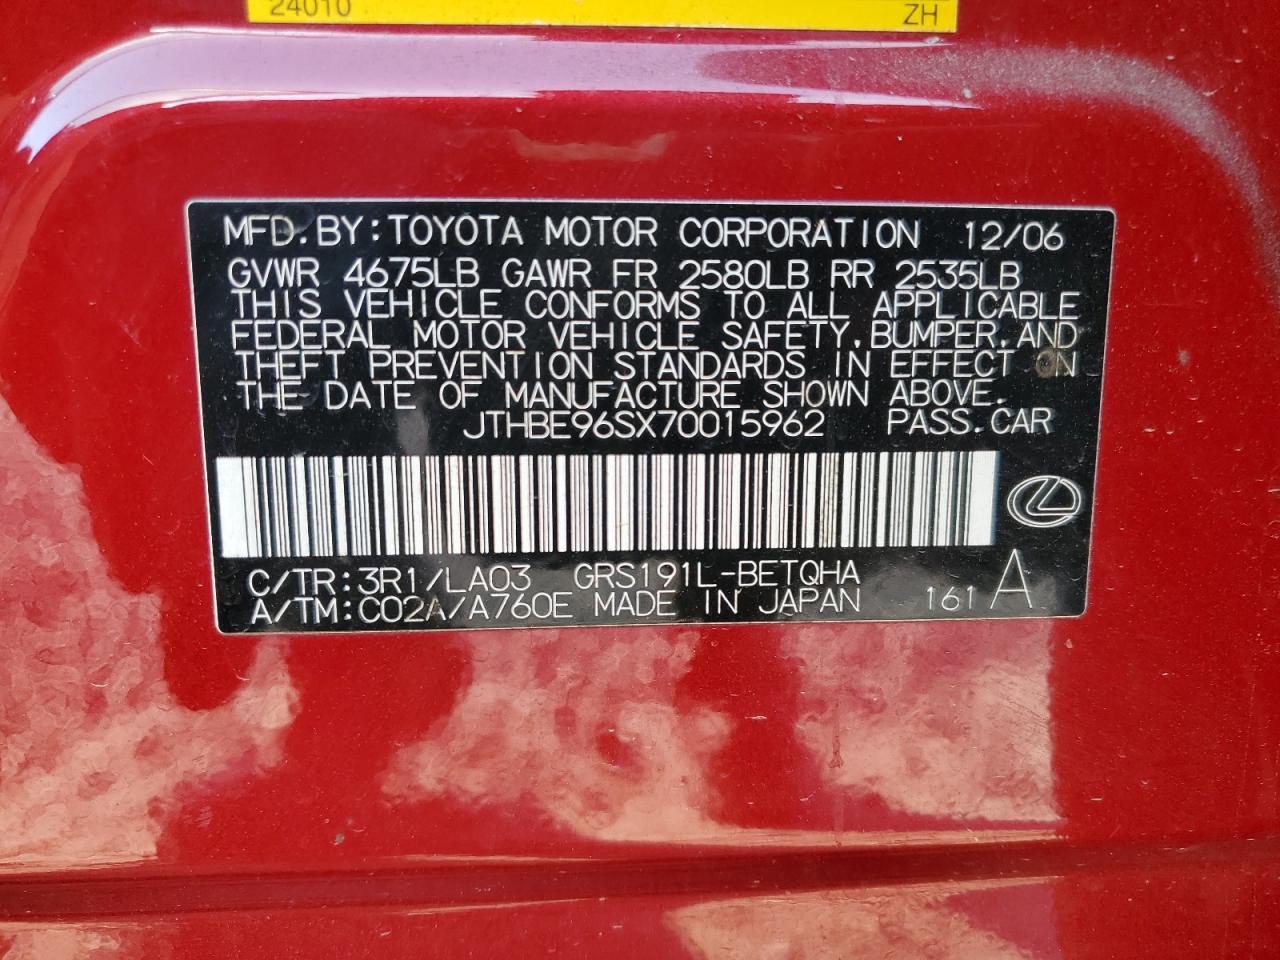 24010 ZH
MFD.BY:TOYOTA MOTOR CORPORATION 12/06
GVWR 4675LB GAWR FR 2580LB RR 2535LB
THIS VEHICLE CONFORMS TO ALL APPLICABLE
FEDERAL MOTOR VEHICLE SAFETY,BUMPER,AND
THEFT PREVENTION STANDARDS IN EFFECT ON
THE DATE OF MANUFACTURE SHOWN ABOVE.
JTHBE96SX70015962 PASS.CAR
C/TR:3R1/LA03 GRS191L-BETQHA
A/TM:C02A/A760E MADE IN JAPAN 161 A